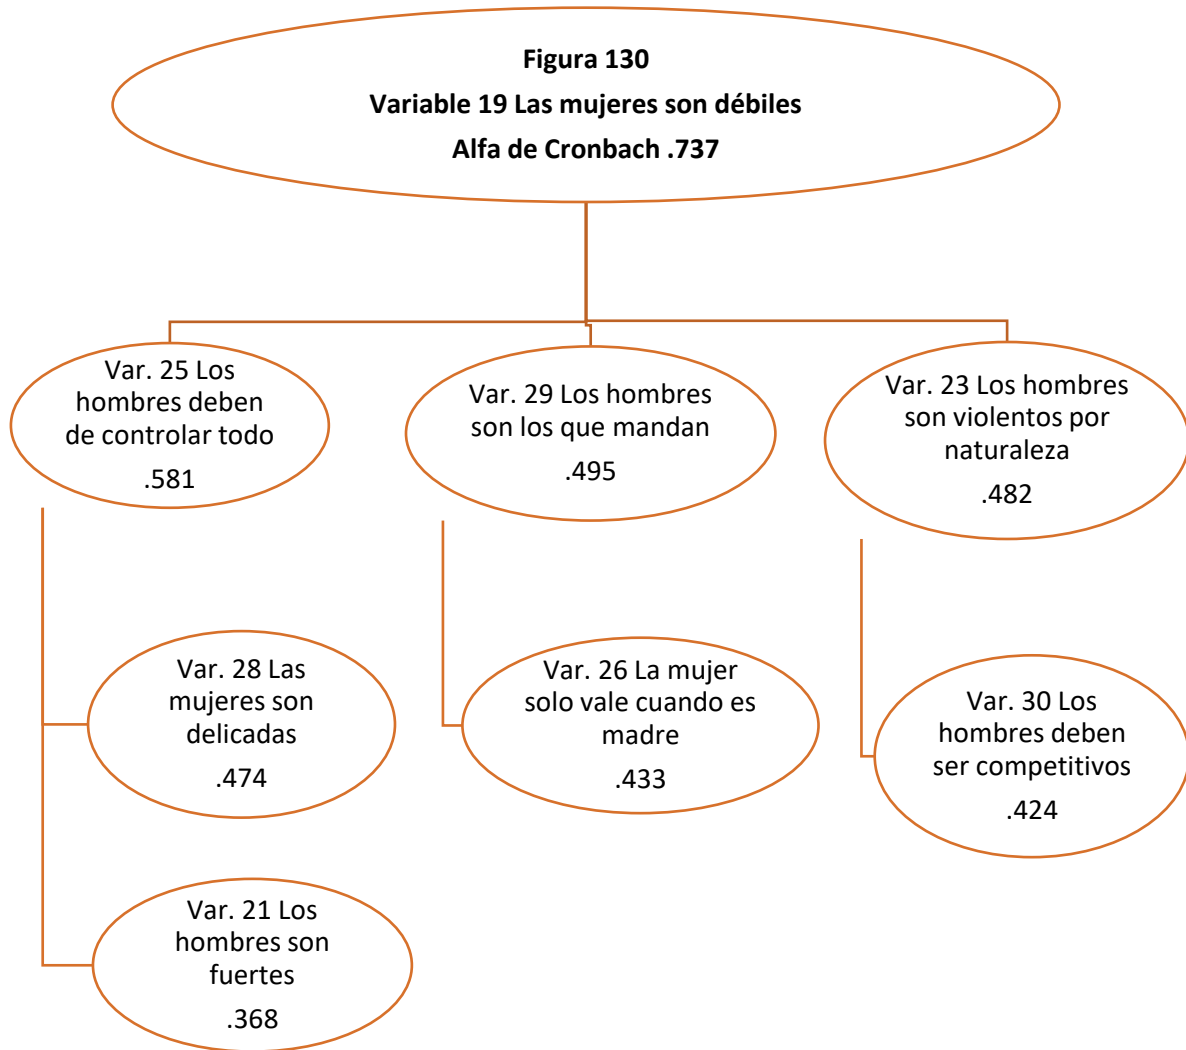 Figura 130
Variable 19 Las mujeres son débiles
Alfa de Cronbach .737
Var. 25 Los
hombres deben
de controlar todo
.581
Var. 29 Los hombres
son los que mandan
.495
Var. 23 Los hombres
son violentos por
naturaleza
.482
Var. 28 Las
mujeres son
delicadas
.474
Var. 26 La mujer
solo vale cuando es
madre
.433
Var. 30 Los
hombres deben
ser competitivos
.424
Var. 21 Los
hombres son
fuertes
.368